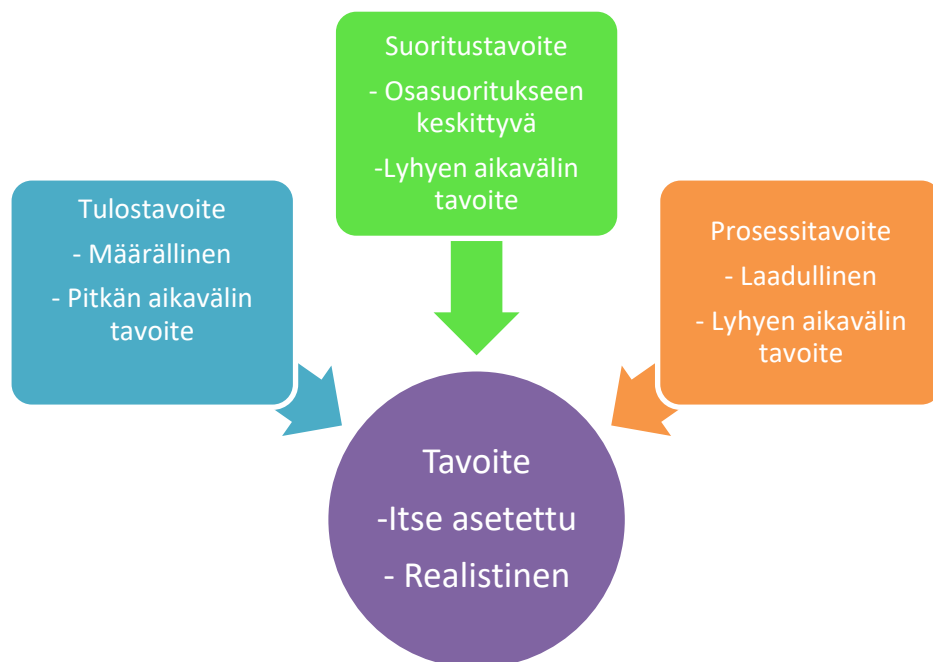 Suoritustavoite
- Osasuoritukseen
keskittyvä
-Lyhyen aikavälin
tavoite
Tulostavoite
- Määrällinen
- Pitkän aikavälin
tavoite
Prosessitavoite
- Laadullinen
- Lyhyen aikavälin
tavoite
Tavoite
-Itse asetettu
- Realistinen